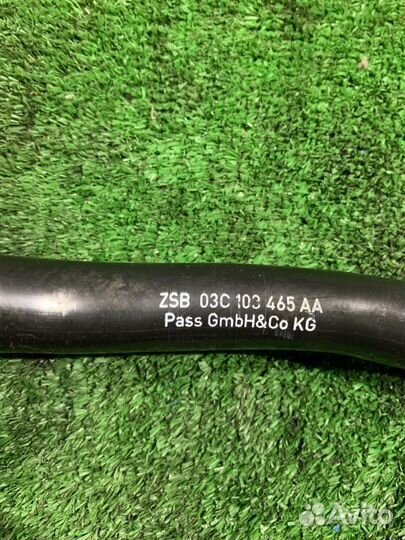 ZSB 03C 103 465 AA
Pass GmbH&Co KG
Avito